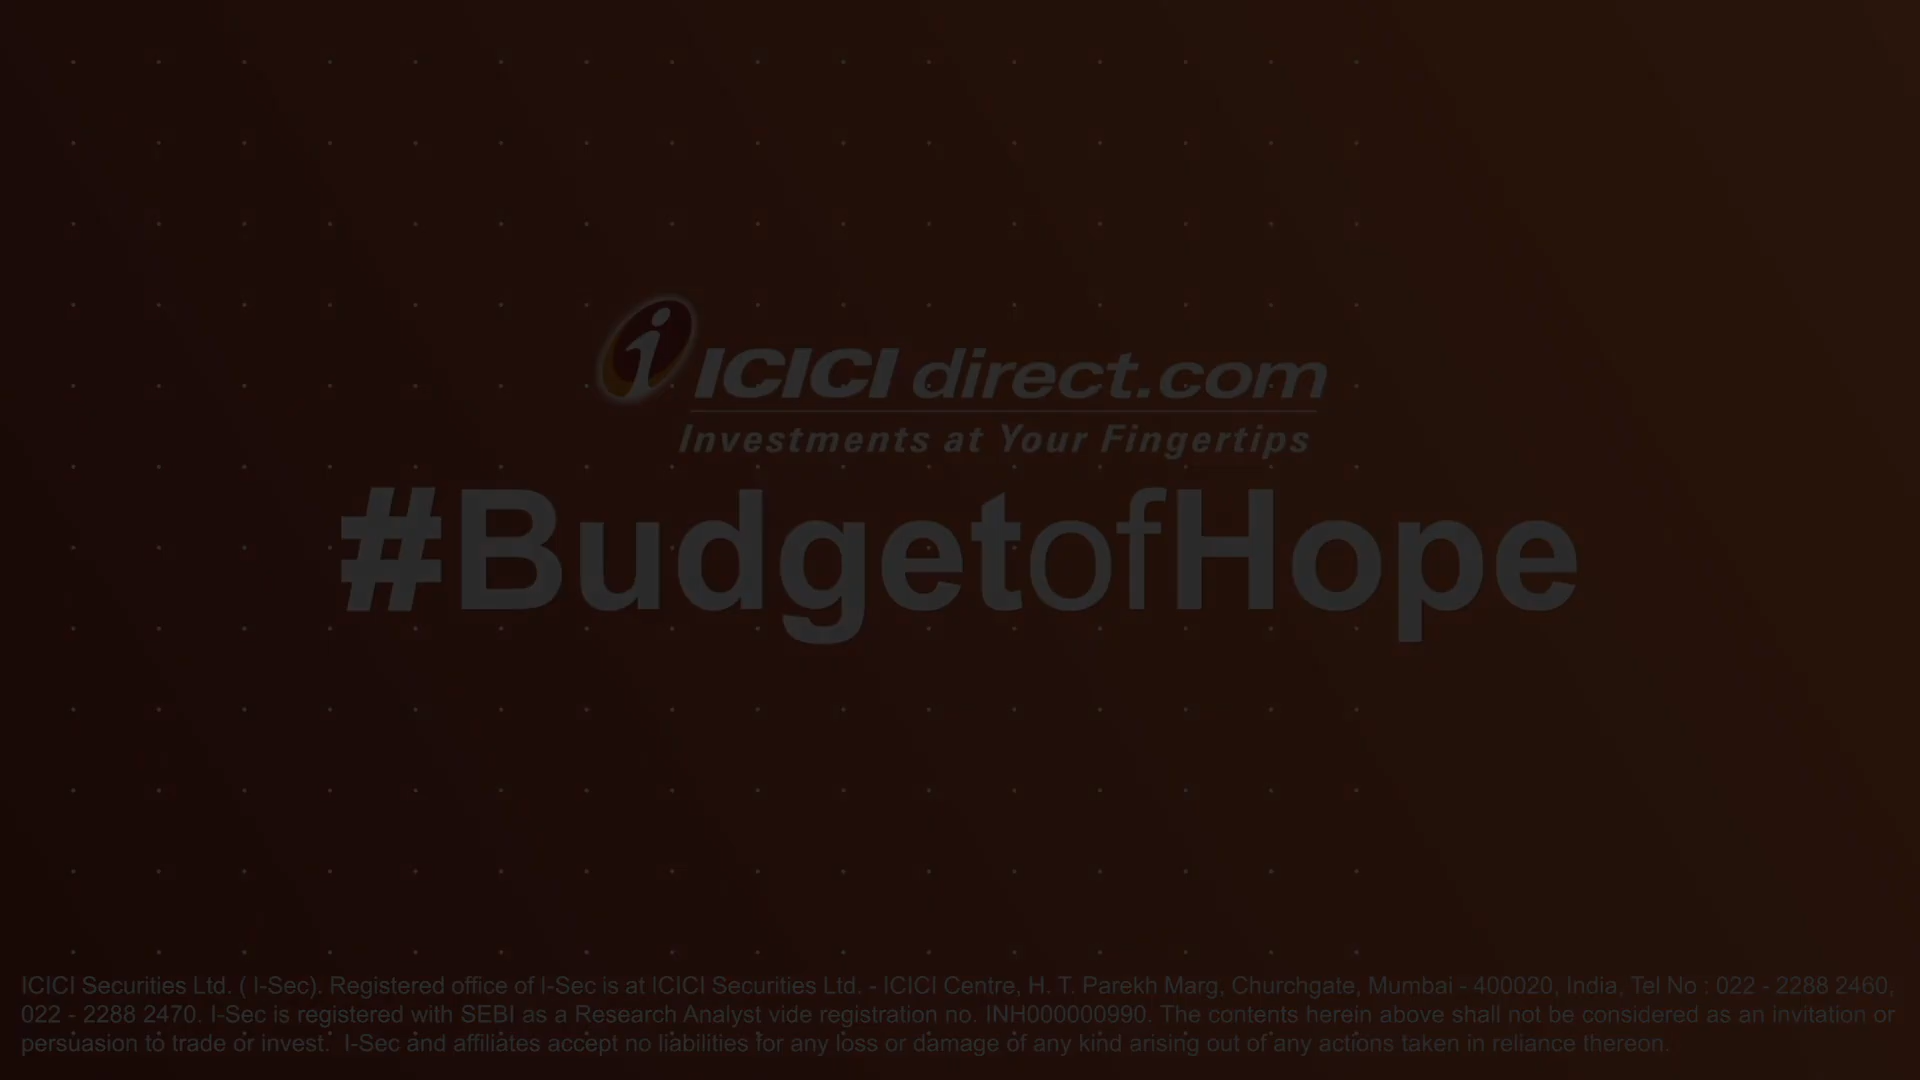 i ICICI direct.com
Investments at Your Fingertips
#BudgetofHope
ICICI Securities Ltd. ( I-Sec). Registered office of I-Sec is at ICICI Securities Ltd. - ICICI Centre, H. T. Parekh Marg, Churchgate, Mumbai - 400020, India, Tel No : 022 - 2288 2460,
022 - 2288 2470. I-Sec is registered with SEBI as a Research Analyst vide registration no. INH000000990. The contents herein above shall not be considered as an invitation or
persuasion to trade or invest.  I-Sec and affiliates accept no liabilities for any loss or damage of any kind arising out of any actions taken in reliance thereon.